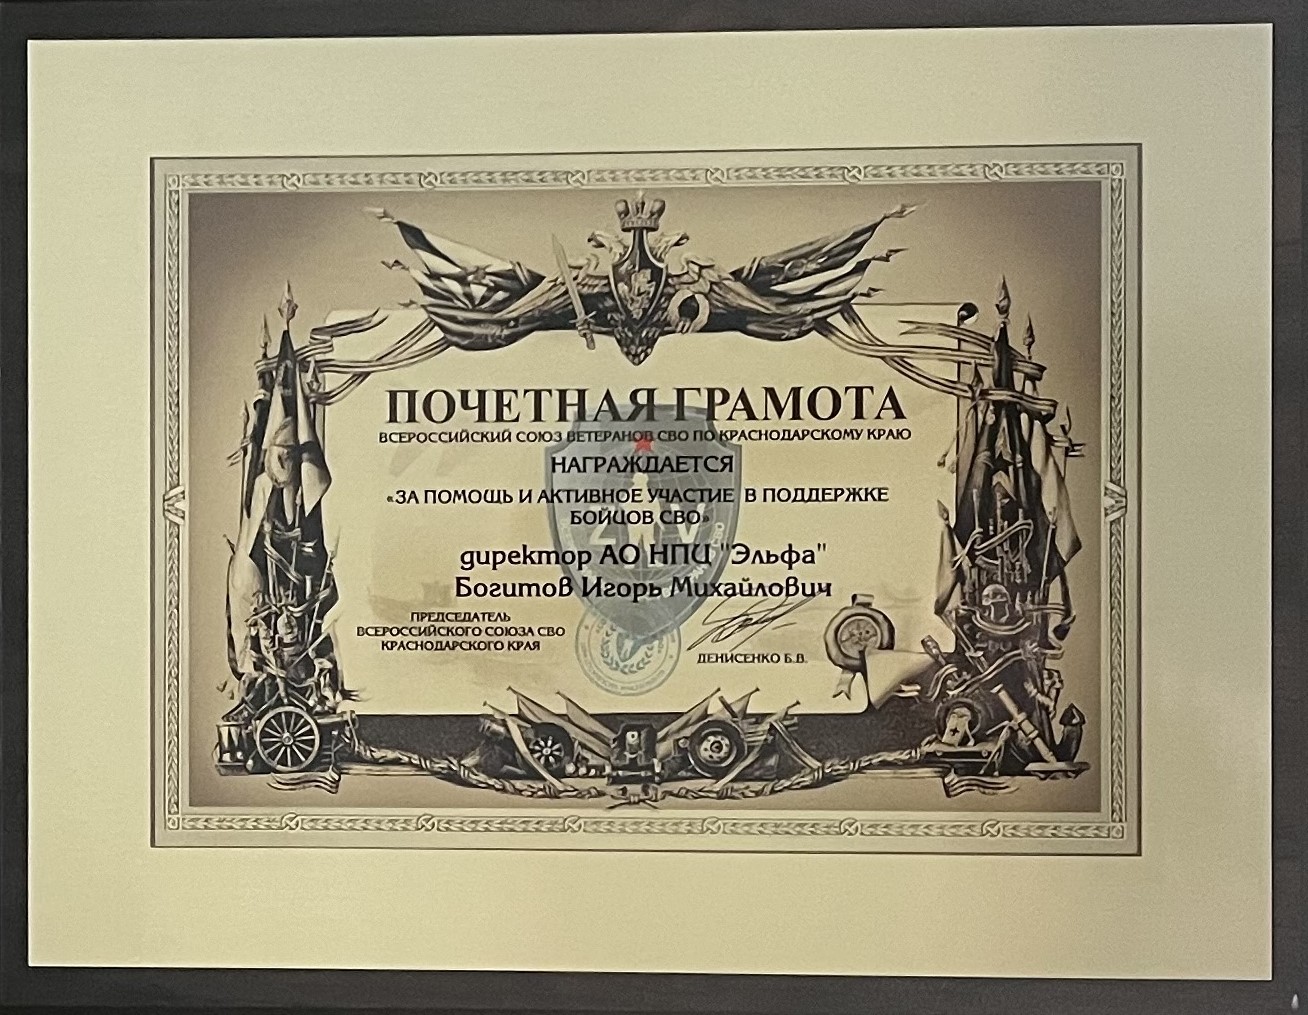 ПОЧЕТНАЯ ГРАМОТА
ВСЕРОССИЙСКИЙ СОЮЗ ВЕТЕРАНОВ СВО ПО КРАСНОДАРСКОМУ КРАЮ
НАГРАЖДАЕТСЯ
«ЗА ПОМОЩЬ И АКТИВНОЕ УЧАСТИЕ В ПОДДЕРЖКЕ
БОЙЦОВ СВО»
директор АО НПЦ "Эльфа"
Богитов Игорь Михайлович
ПРЕДСЕДАТЕЛЬ
ВСЕРОССИЙСКОГО СОЮЗА СВО
КРАСНОДАРСКОГО КРАЯ
ДЕНИСЕНКО Б.В.